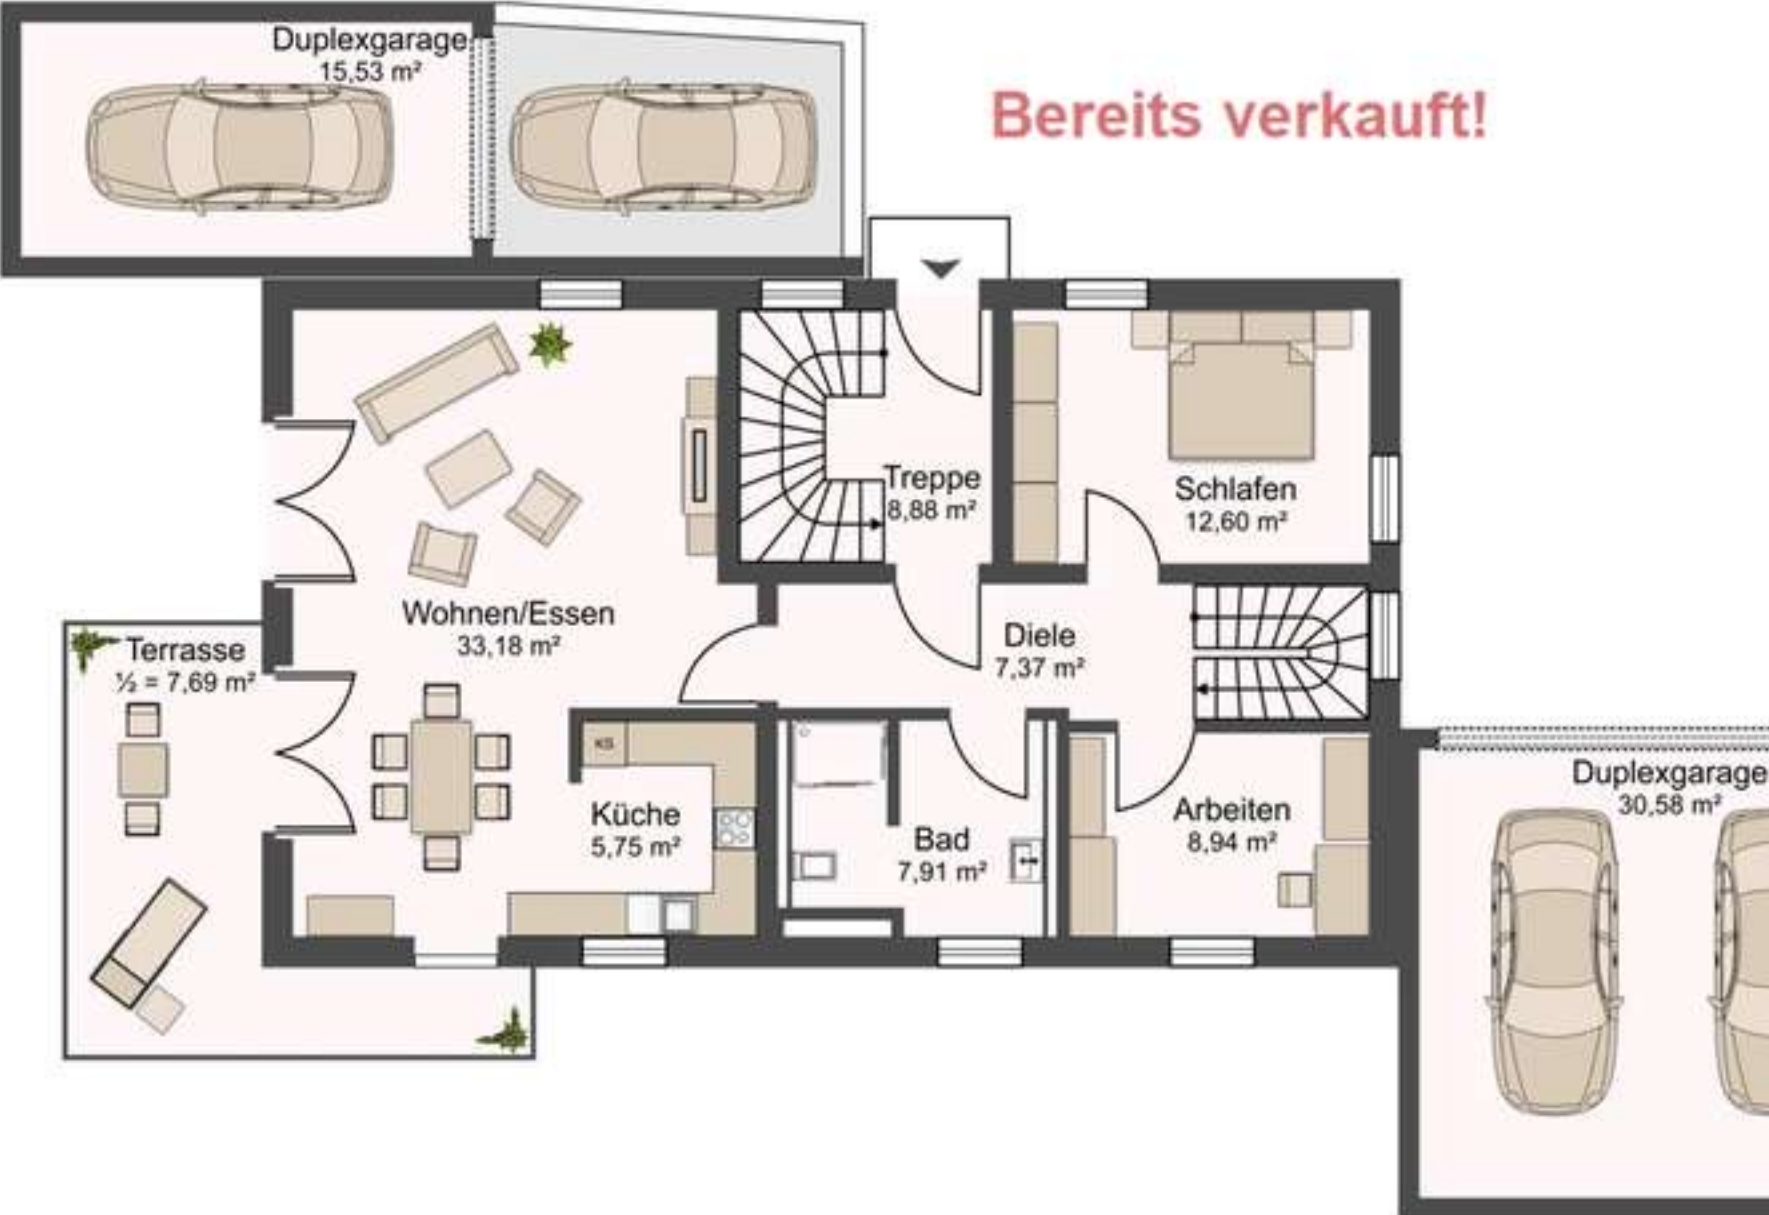 Duplexgarage
15,53 m²
Bereits verkauft!
Treppe
8,88 m²
Schlafen
12,60 m²
Wohnen/Essen
33,18 m²
Diele
7,37 m²
Terrasse
½ = 7,69 m²
KS
Küche
5,75 m²
Bad
7,91 m²
Arbeiten
8,94 m²
Duplexgarage
30,58 m²